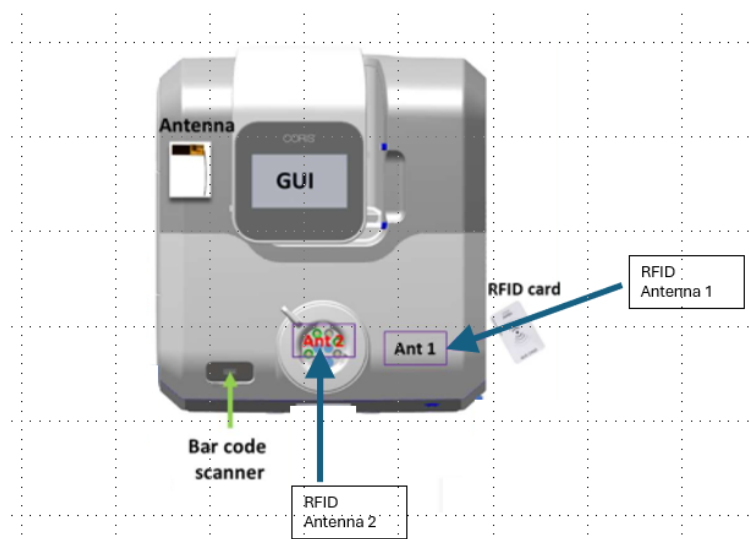 Antenna
CORIS
GUI
RFID
Antenna 1
RFID card
Ant 2
Ant 1
Bar code
scanner
RFID
Antenna 2